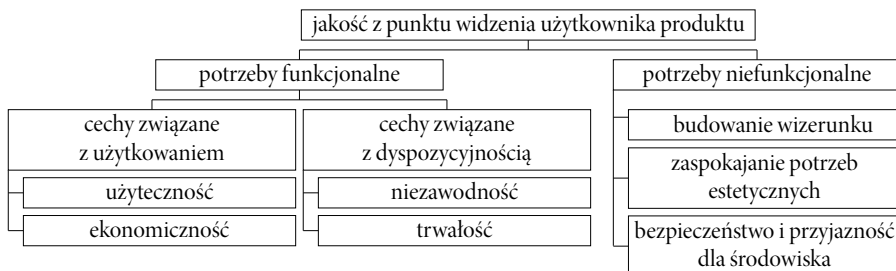 jakość z punktu widzenia użytkownika produktu
potrzeby funkcjonalne
potrzeby niefunkcjonalne
cechy związane
z użytkowaniem
cechy związane
z dyspozycyjnością
użyteczność
niezawodność
ekonomiczność
trwałość
budowanie wizerunku
zaspokajanie potrzeb
estetycznych
bezpieczeństwo i przyjazność
dla środowiska